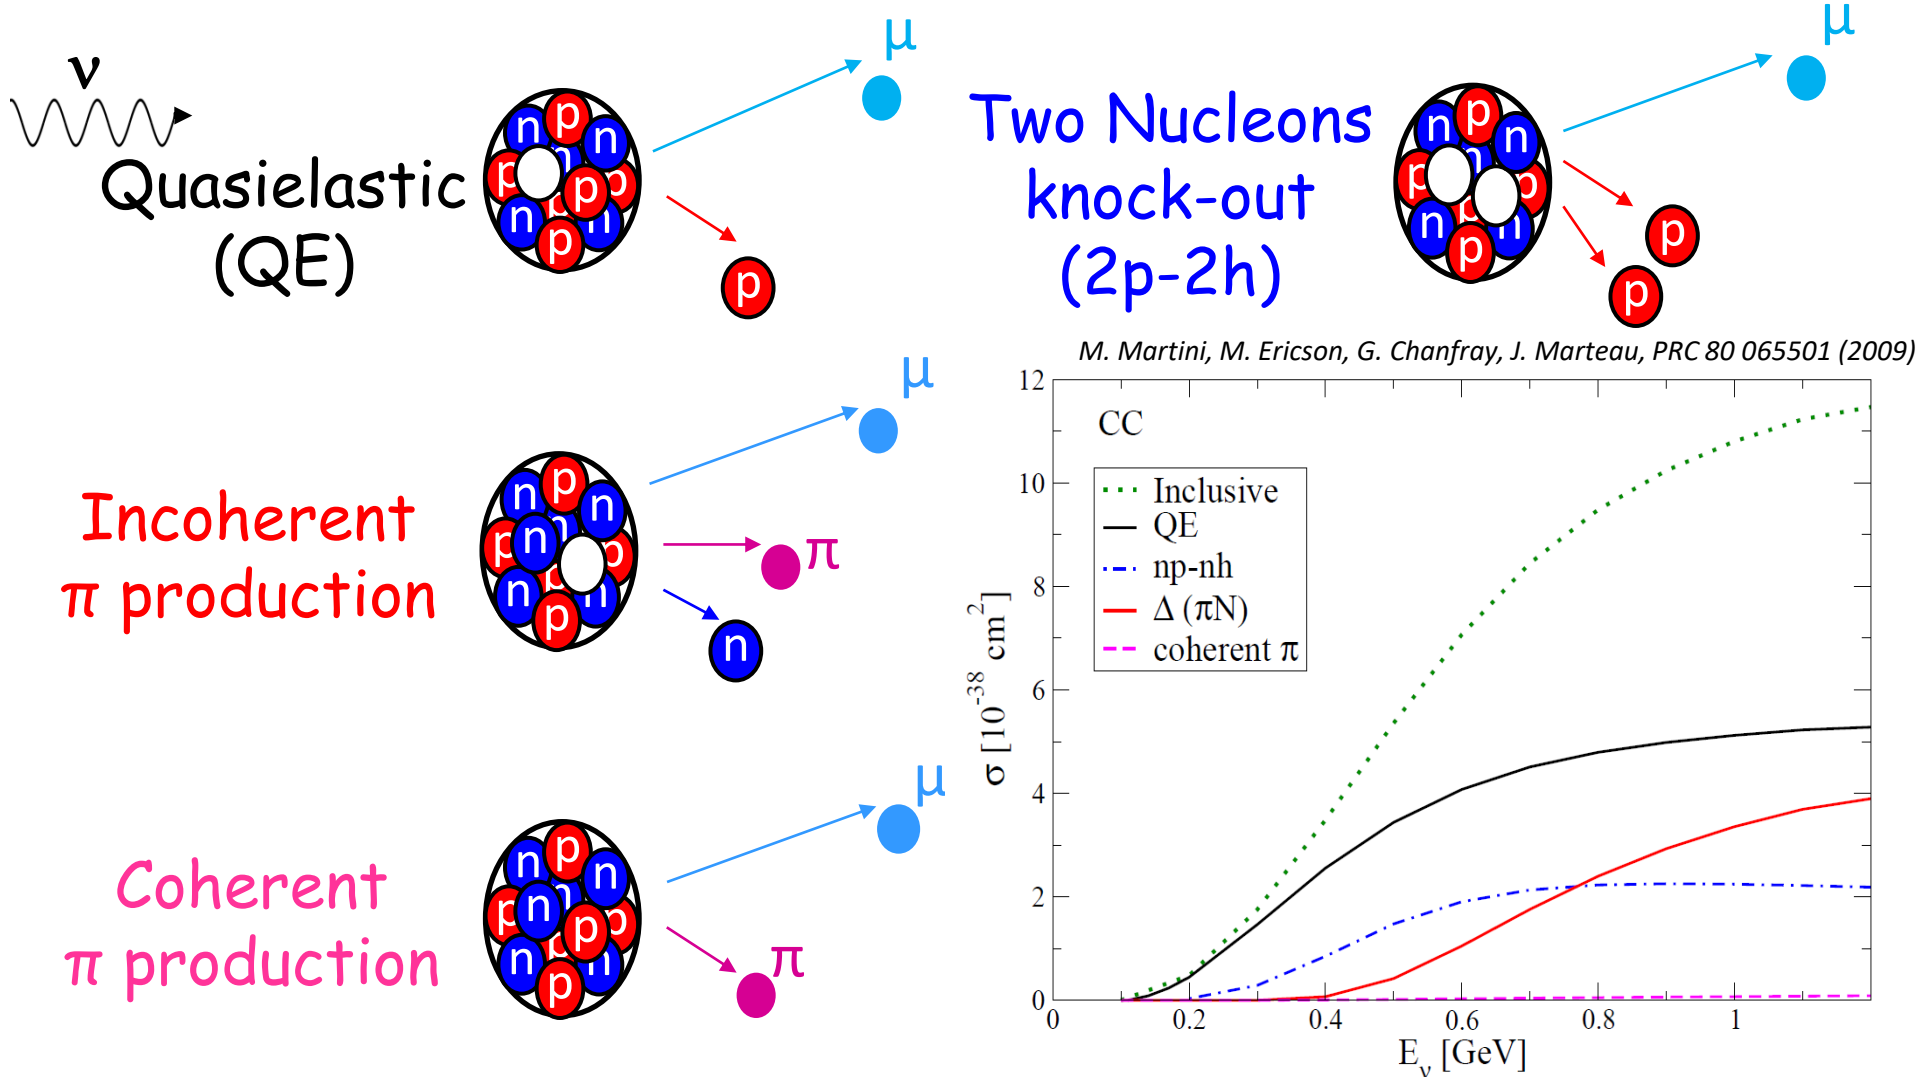 ν
Quasielastic
(QE)
n p n
p n p p
n p n
p
μ
p
Two Nucleons
knock-out
(2p-2h)
n p n
p n p
n p n
p
μ
p
p
M. Martini, M. Ericson, G. Chanfray, J. Marteau, PRC 80 065501 (2009)
Incoherent
π production
n p n
p n n p
n p n
p
μ
π
n
Coherent
π production
n p n
p n n p p
n p n
p
μ
π
CC
Inclusive
QE
np-nh
Δ (πN)
coherent π
σ [10⁻³⁸ cm²]
12
10
8
6
4
2
0
0 0.2 0.4 0.6 0.8 1
E_ν [GeV]